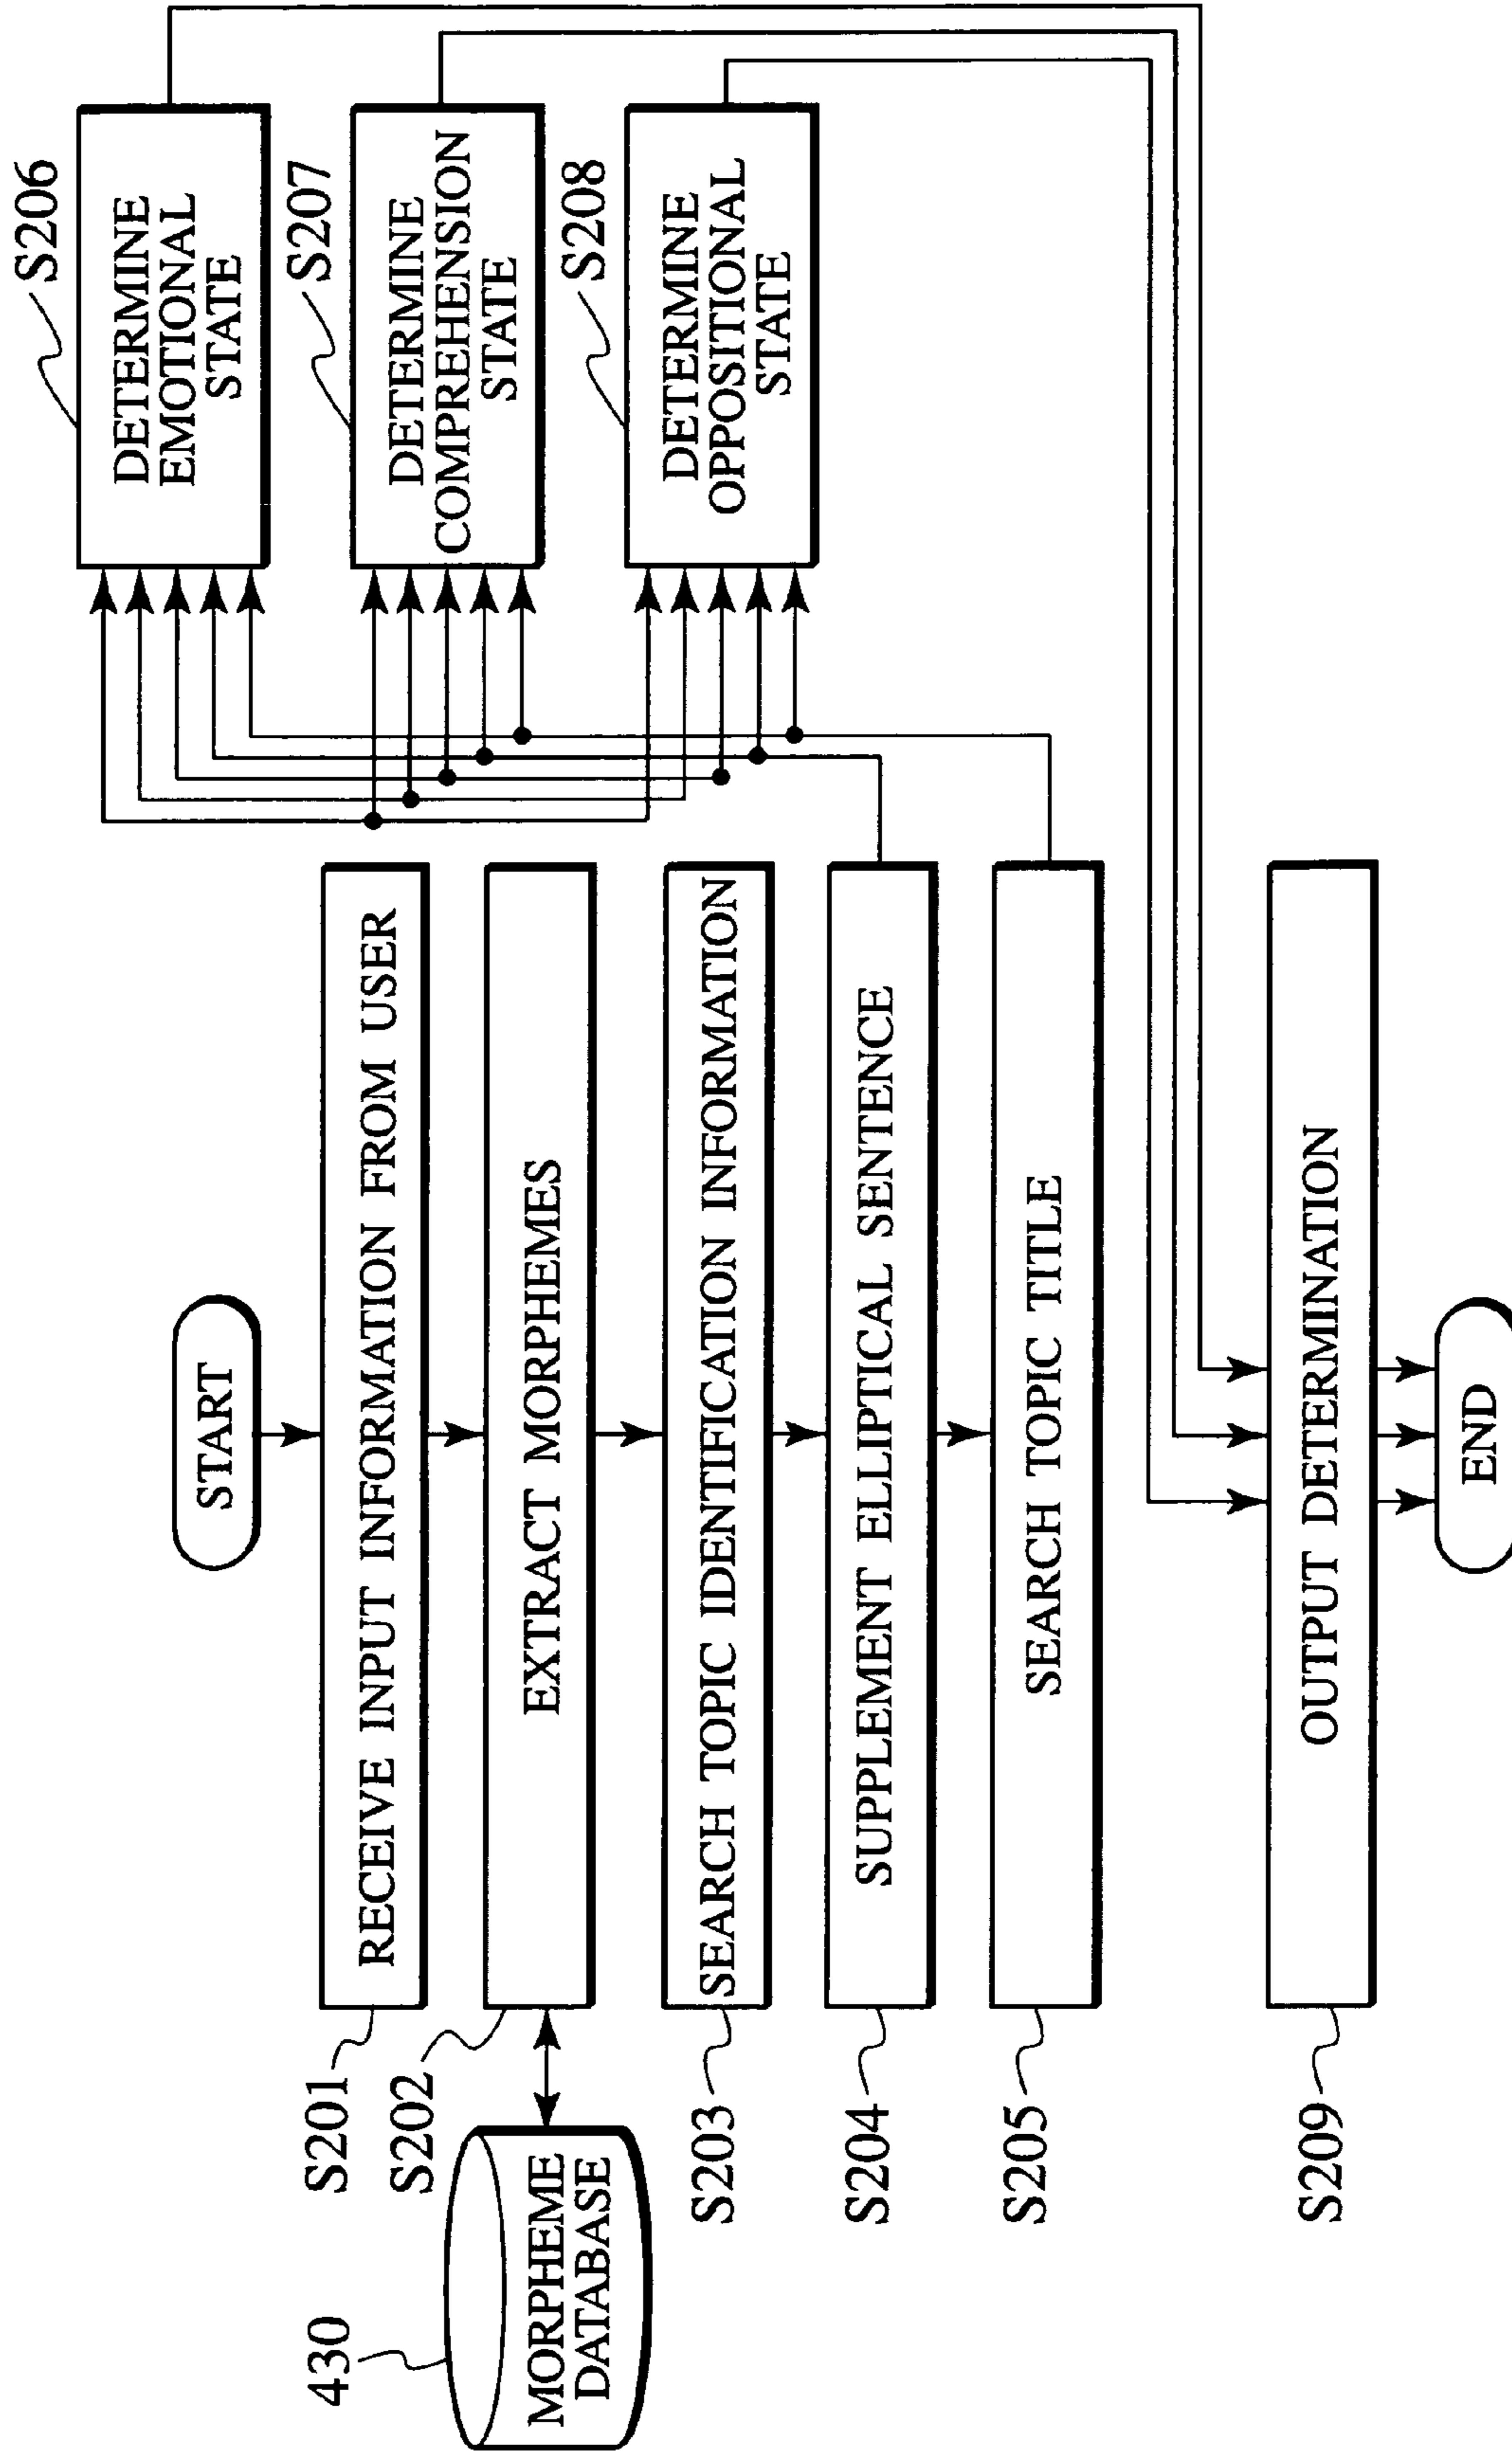 START
S201
RECEIVE INPUT INFORMATION FROM USER
430
MORPHEME
DATABASE
S202
EXTRACT MORPHEMES
S203
SEARCH TOPIC IDENTIFICATION INFORMATION
S204
SUPPLEMENT ELLIPTICAL SENTENCE
S205
SEARCH TOPIC TITLE
S206
DETERMINE
EMOTIONAL
STATE
S207
DETERMINE
COMPREHENSION
STATE
S208
DETERMINE
OPPOSITIONAL
STATE
S209
OUTPUT DETERMINATION
END